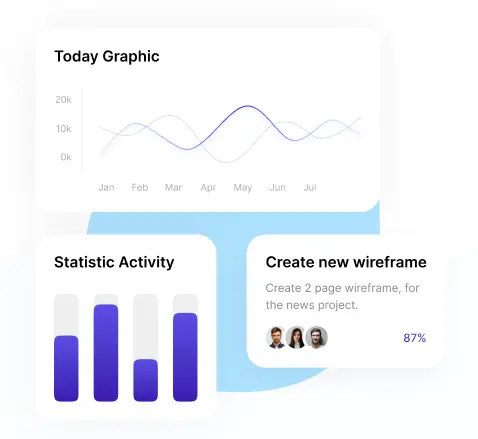 Today Graphic
20k
10k
0k
Jan Feb Mar Apr May Jun Jul
Statistic Activity
Create new wireframe
Create 2 page wireframe, for
the news project.
87%